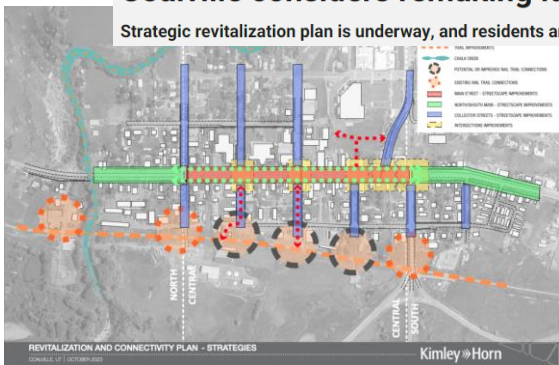 Strategic revitalization plan is underway, and residents a
TRAIL IMPROVEMENTS
CHALK CREEK
POTENTIAL OR IMPROVED RAIL TRAIL CONNECTIONS
EXISTING RAIL TRAIL CONNECTIONS
MAIN STREET - STREETSCAPE IMPROVEMENTS
NORTH/SOUTH MAIN - STREETSCAPE IMPROVEMENTS
COLLECTOR STREETS - STREETSCAPE IMPROVEMENTS
INTERSECTIONS IMPROVEMENTS
NORTH
CENTRAL
CENTRAL
SOUTH
REVITALIZATION AND CONNECTIVITY PLAN - STRATEGIES
COALVILLE, UT | OCTOBER 2023
Kimley»Horn